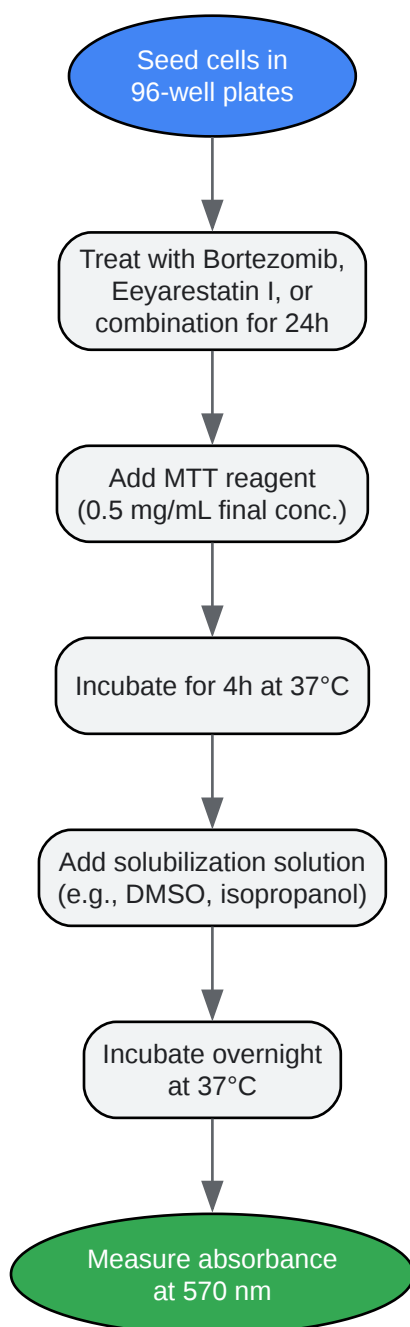 Seed cells in
96-well plates
Treat with Bortezomib,
Eeyarestatin I, or
combination for 24h
Add MTT reagent
(0.5 mg/mL final conc.)
Incubate for 4h at 37°C
Add solubilization solution
(e.g., DMSO, isopropanol)
Incubate overnight
at 37°C
Measure absorbance
at 570 nm